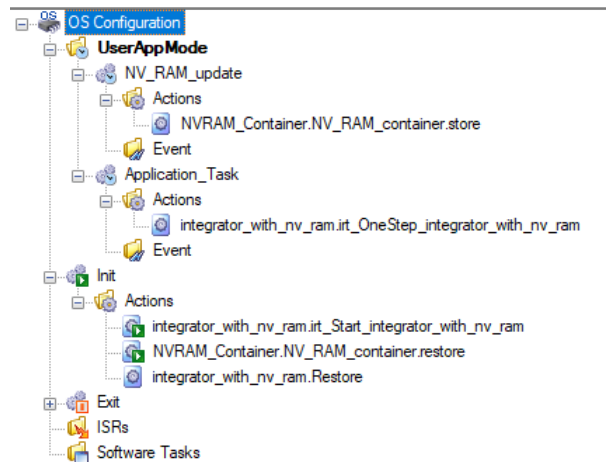 OS
OS Configuration
UserAppMode
NV_RAM_update
Actions
NVRAM_Container.NV_RAM_container.store
Event
Application_Task
Actions
integrator_with_nv_ram.irt_OneStep_integrator_with_nv_ram
Event
Init
Actions
integrator_with_nv_ram.irt_Start_integrator_with_nv_ram
NVRAM_Container.NV_RAM_container.restore
integrator_with_nv_ram.Restore
Exit
ISRs
Software Tasks